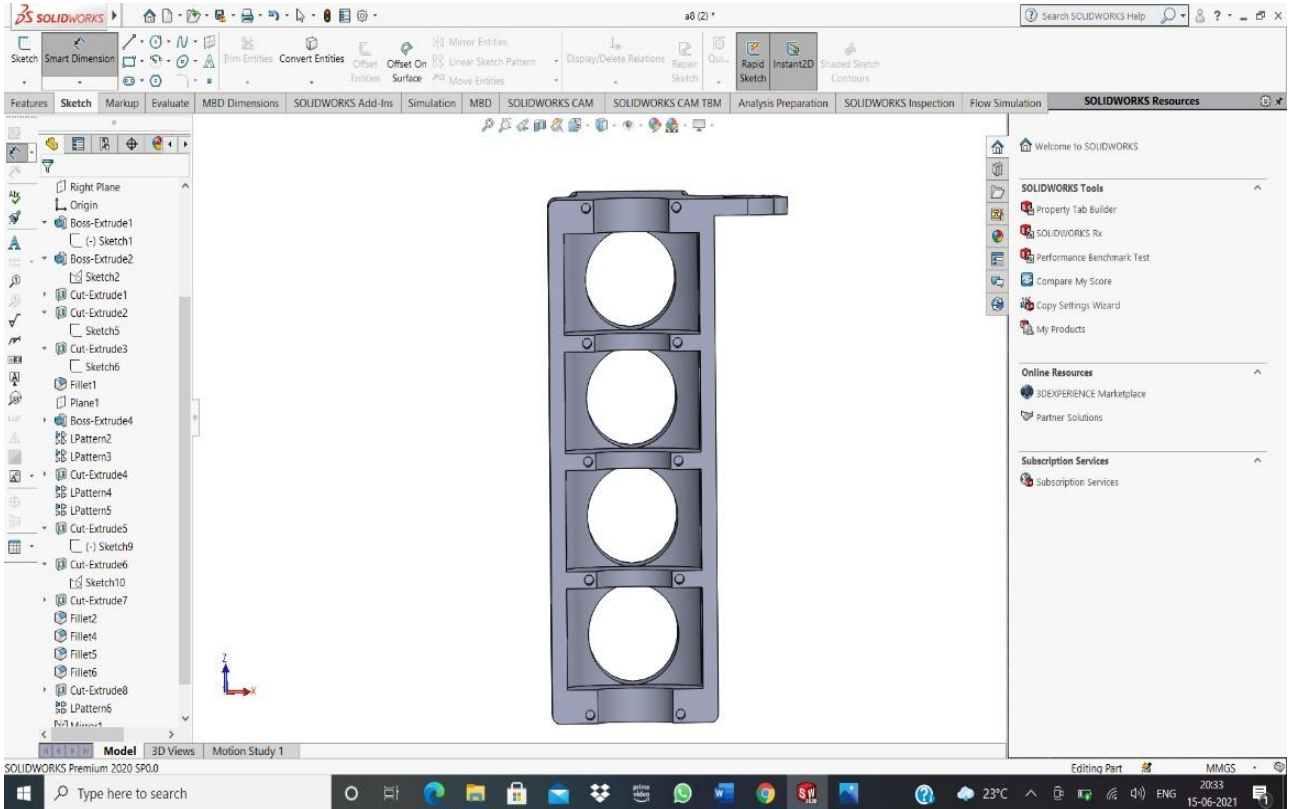 SOLIDWORKS
a6 (2) *
Search SOLIDWORKS Help
Sketch
Smart Dimension
Trim Entities
Convert Entities
Offset Entities
Offset On Surface
Mirror Entities
Linear Sketch Pattern
Move Entities
Display/Delete Relations
Repair Sketch
Qui...
Rapid Sketch
Instant2D
Shaded Sketch Contours
Features
Sketch
Markup
Evaluate
MBD Dimensions
SOLIDWORKS Add-Ins
Simulation
MBD
SOLIDWORKS CAM
SOLIDWORKS CAM TBM
Analysis Preparation
SOLIDWORKS Inspection
Flow Simulation
SOLIDWORKS Resources
Right Plane
Origin
Boss-Extrude1
(-) Sketch1
Boss-Extrude2
Sketch2
Cut-Extrude1
Cut-Extrude2
Sketch5
Cut-Extrude3
Sketch6
Fillet1
Plane1
Boss-Extrude4
LPattern2
LPattern3
Cut-Extrude4
LPattern4
LPattern5
Cut-Extrude5
(-) Sketch9
Cut-Extrude6
Sketch10
Cut-Extrude7
Fillet2
Fillet4
Fillet5
Fillet6
Cut-Extrude8
LPattern6
Mirror1
Z
X
Welcome to SOLIDWORKS
SOLIDWORKS Tools
Property Tab Builder
SOLIDWORKS Rx
Performance Benchmark Test
Compare My Score
Copy Settings Wizard
My Products
Online Resources
3DEXPERIENCE Marketplace
Partner Solutions
Subscription Services
Subscription Services
Model
3D Views
Motion Study 1
SOLIDWORKS Premium 2020 SP0.0
Editing Part
MMGS
Type here to search
prime video
23°C
ENG
20:33
15-06-2021